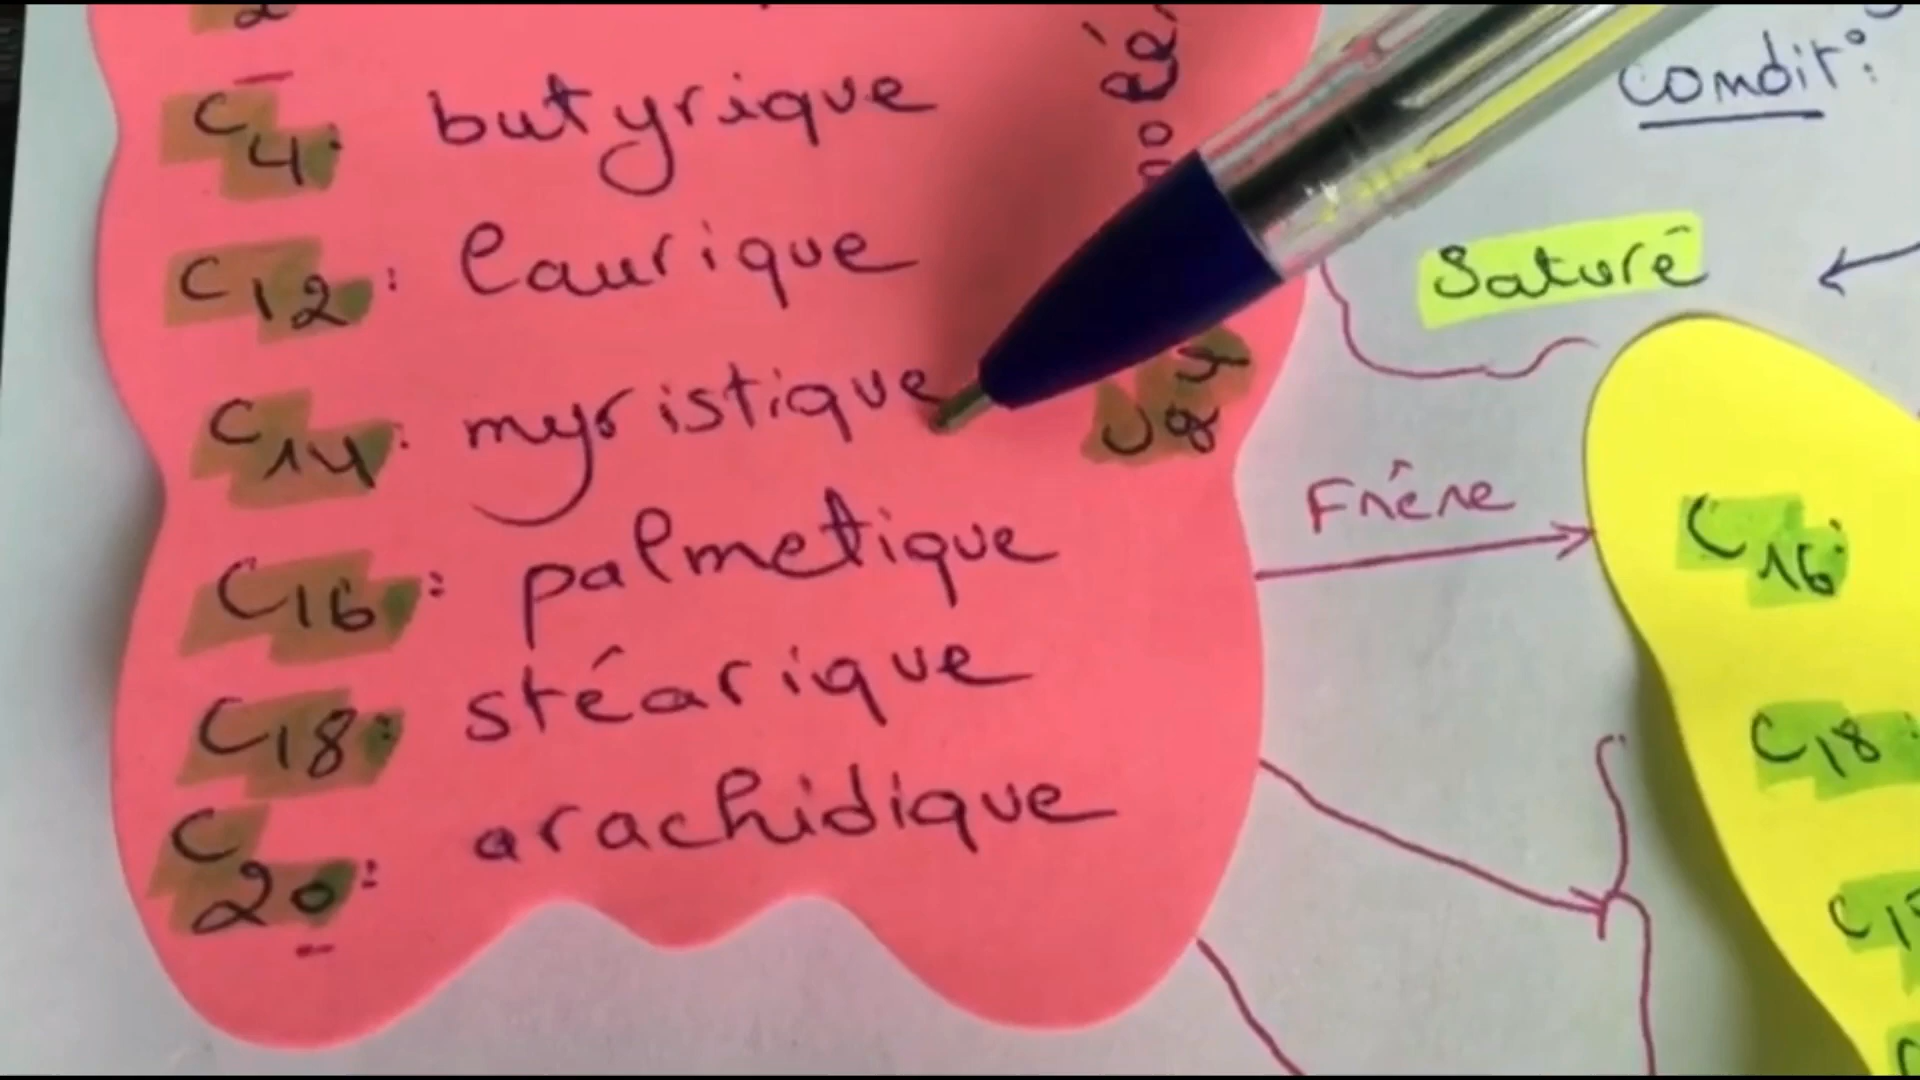 C4: butyrique
C12: laurique
C14: myristique
C16: palmetique
C18: stéarique
C20: arachidique
condit°:
Saturé
Frère
C16:
C18: